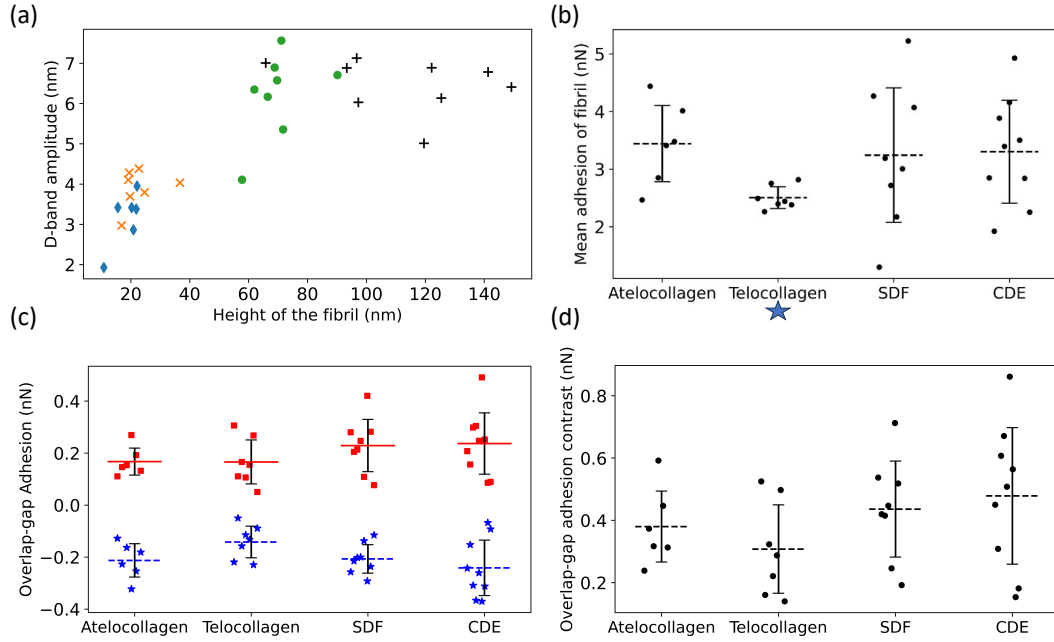 (a)
D-band amplitude (nm)
7
6
5
4
3
2
20 40 60 80 100 120 140
Height of the fibril (nm)
(b)
Mean adhesion of fibril (nN)
5
4
3
2
Atelocollagen Telocollagen SDF CDE
(c)
Overlap-gap Adhesion (nN)
0.4
0.2
0.0
−0.2
−0.4
Atelocollagen Telocollagen SDF CDE
(d)
Overlap-gap adhesion contrast (nN)
0.8
0.6
0.4
0.2
Atelocollagen Telocollagen SDF CDE